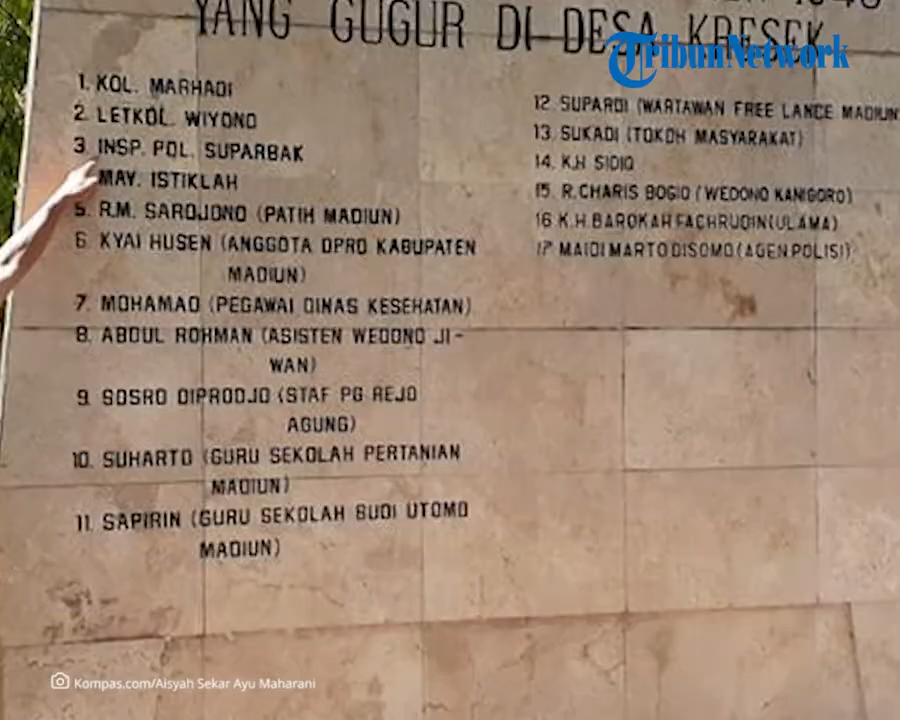 1948
YANG GUGUR DI DESA KRESEK
TribunNetwork
1. KOL. MARHADI
2. LETKOL. WIYONO
3. INSP. POL. SUPARBAK
MAY. ISTIKLAH
5. R.M. SAROJONO (PATIH MADIUN)
6. KYAI HUSEN (ANGGOTA DPRD KABUPATEN
MADIUN)
7. MOHAMAD (PEGAWAI DINAS KESEHATAN)
8. ABDUL ROHMAN (ASISTEN WEDONO JI-
WAN)
9. SOSRO DIPRODJO (STAF PG REJO
AGUNG)
10. SUHARTO (GURU SEKOLAH PERTANIAN
MADIUN)
11. SAPIRIN (GURU SEKOLAH BUDI UTOMO
MADIUN)
12. SUPARDI (WARTAWAN FREE LANCE MADIUN
13. SUKADI (TOKOH MASYARAKAT)
14. K.H SIDIQ
15. R.CHARIS BOGIO (WEDONO KANIGORO)
16 K.H.BAROKAH FACHRUDIN (ULAMA)
17 MAIDI MARTO DISOMO (AGEN POLISI)
Kompas.com/Aisyah Sekar Ayu Maharani